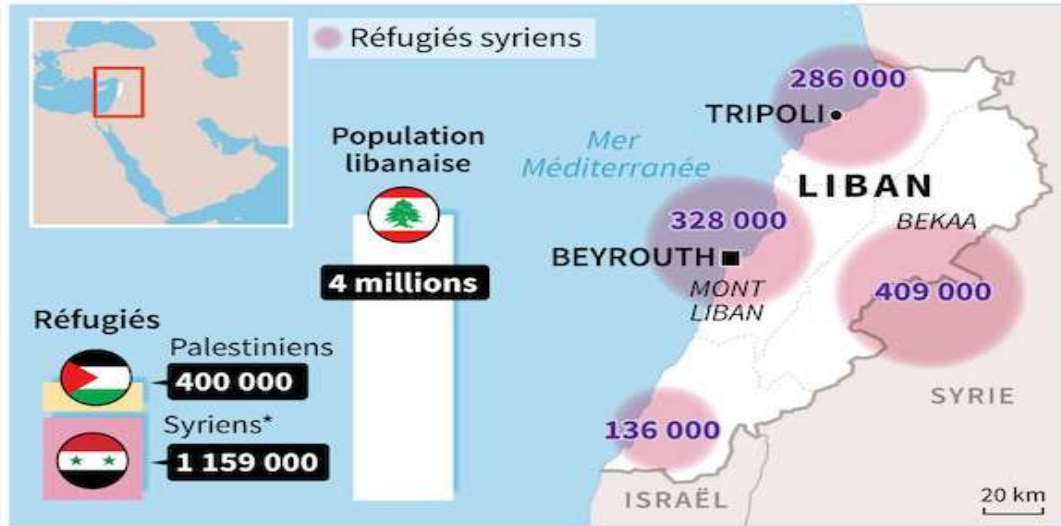 Réfugiés syriens
286 000
TRIPOLI
Mer
Méditerranée
Population
libanaise
LIBAN
BEKAA
328 000
BEYROUTH
MONT
LIBAN
4 millions
409 000
Réfugiés
Palestiniens
400 000
SYRIE
Syriens*
136 000
1 159 000
ISRAËL
20 km